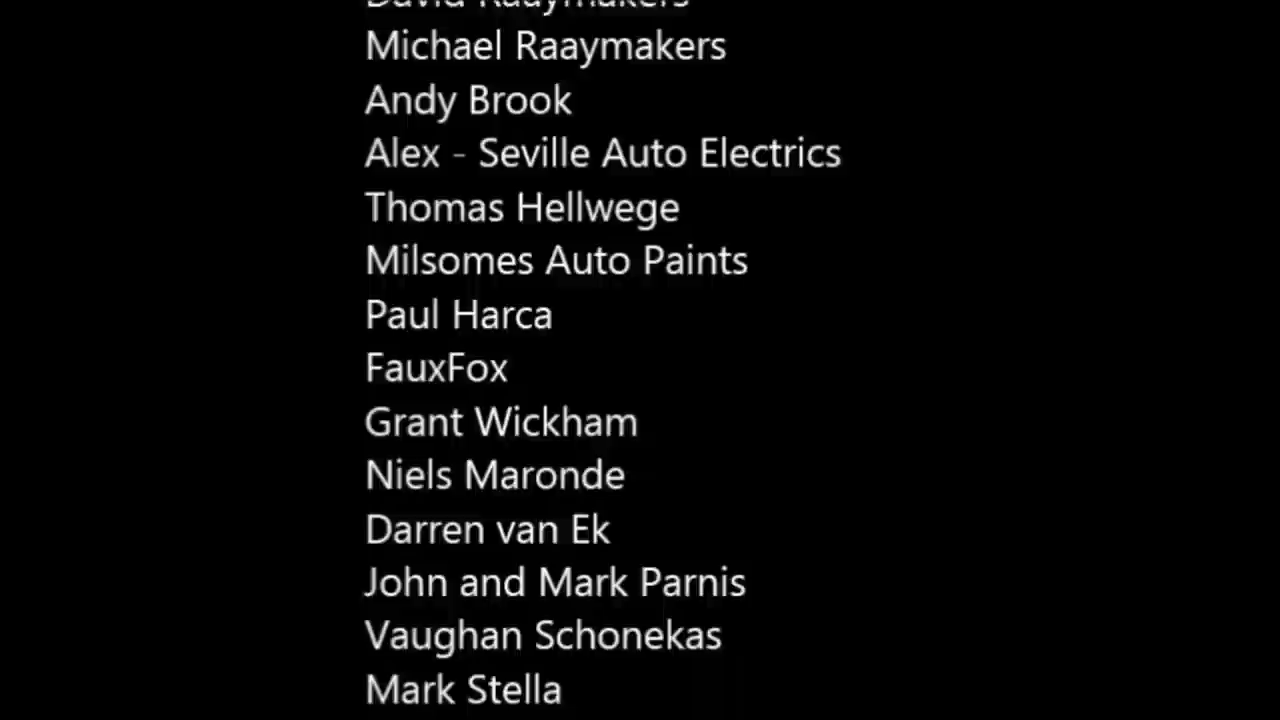 David Raaymakers
Michael Raaymakers
Andy Brook
Alex - Seville Auto Electrics
Thomas Hellwege
Milsomes Auto Paints
Paul Harca
FauxFox
Grant Wickham
Niels Maronde
Darren van Ek
John and Mark Parnis
Vaughan Schonekas
Mark Stella